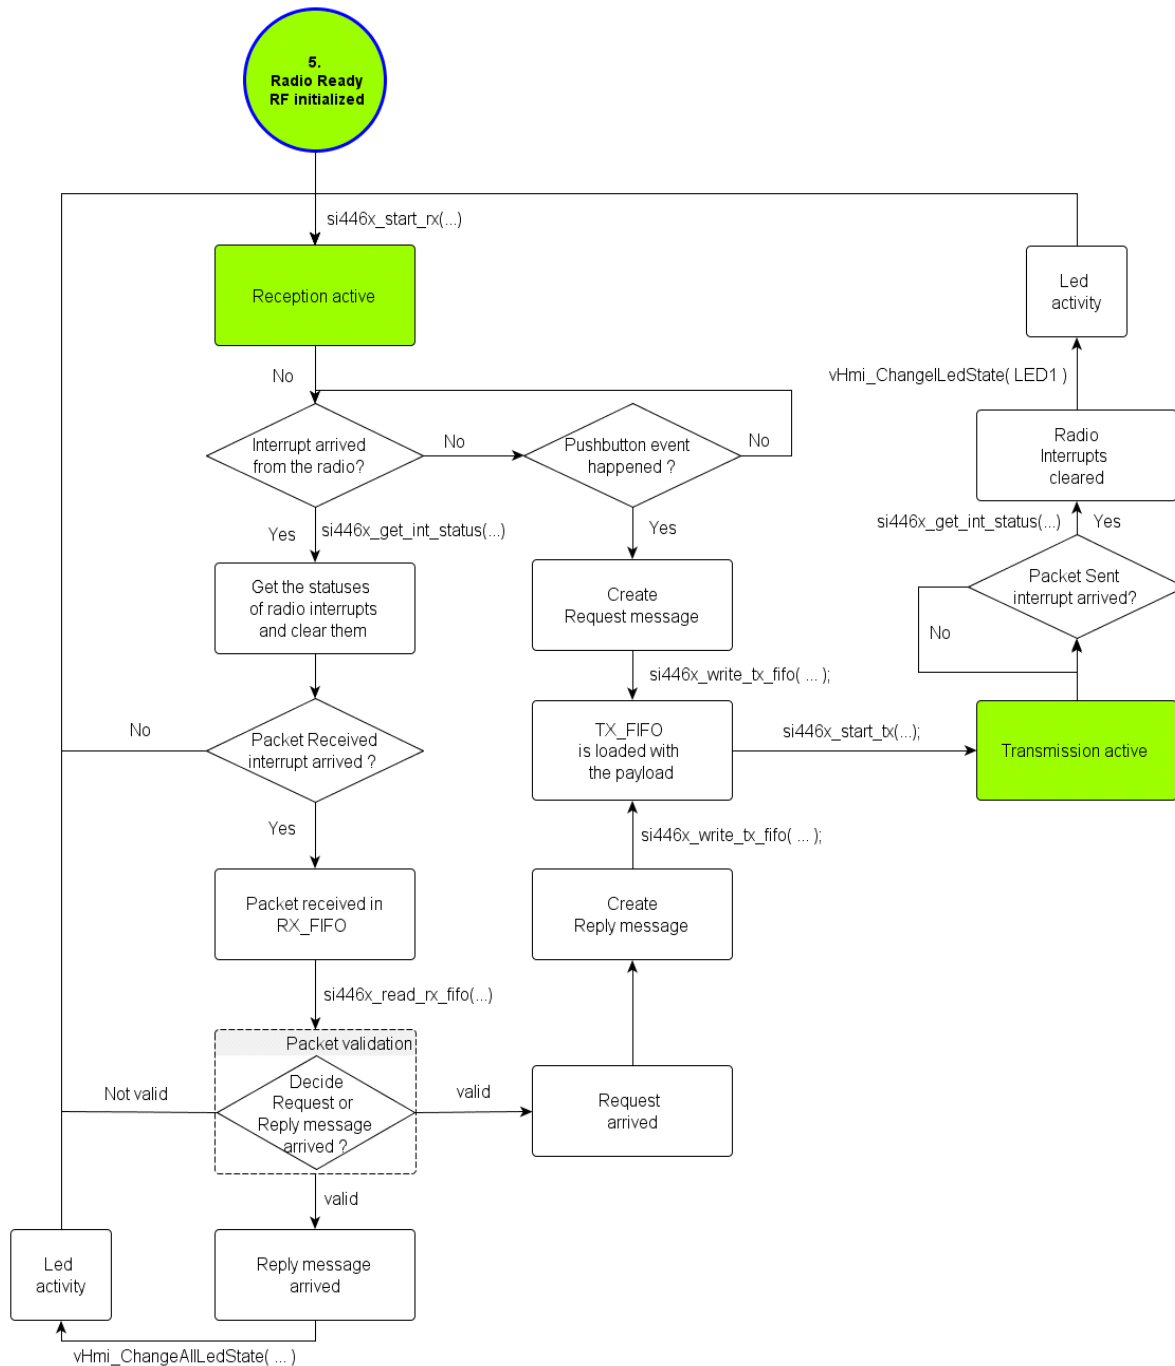 5.
Radio Ready
RF initialized
si446x_start_rx(...)
Reception active
Led
activity
No
vHmi_ChangelLedState( LED1 )
Interrupt arrived
from the radio?
No
Pushbutton event
happened ?
No
Radio
Interrupts
cleared
Yes
si446x_get_int_status(...)
Yes
si446x_get_int_status(...)
Yes
Get the statuses
of radio interrupts
and clear them
Create
Request message
Packet Sent
interrupt arrived?
No
si446x_write_tx_fifo( ... );
No
Packet Received
interrupt arrived ?
TX_FIFO
is loaded with
the payload
si446x_start_tx(...);
Transmission active
Yes
si446x_write_tx_fifo( ... );
Packet received in
RX_FIFO
Create
Reply message
si446x_read_rx_fifo(...)
Packet validation
Not valid
Decide
Request or
Reply message
arrived ?
valid
Request
arrived
valid
Led
activity
Reply message
arrived
vHmi_ChangeAllLedState( ... )